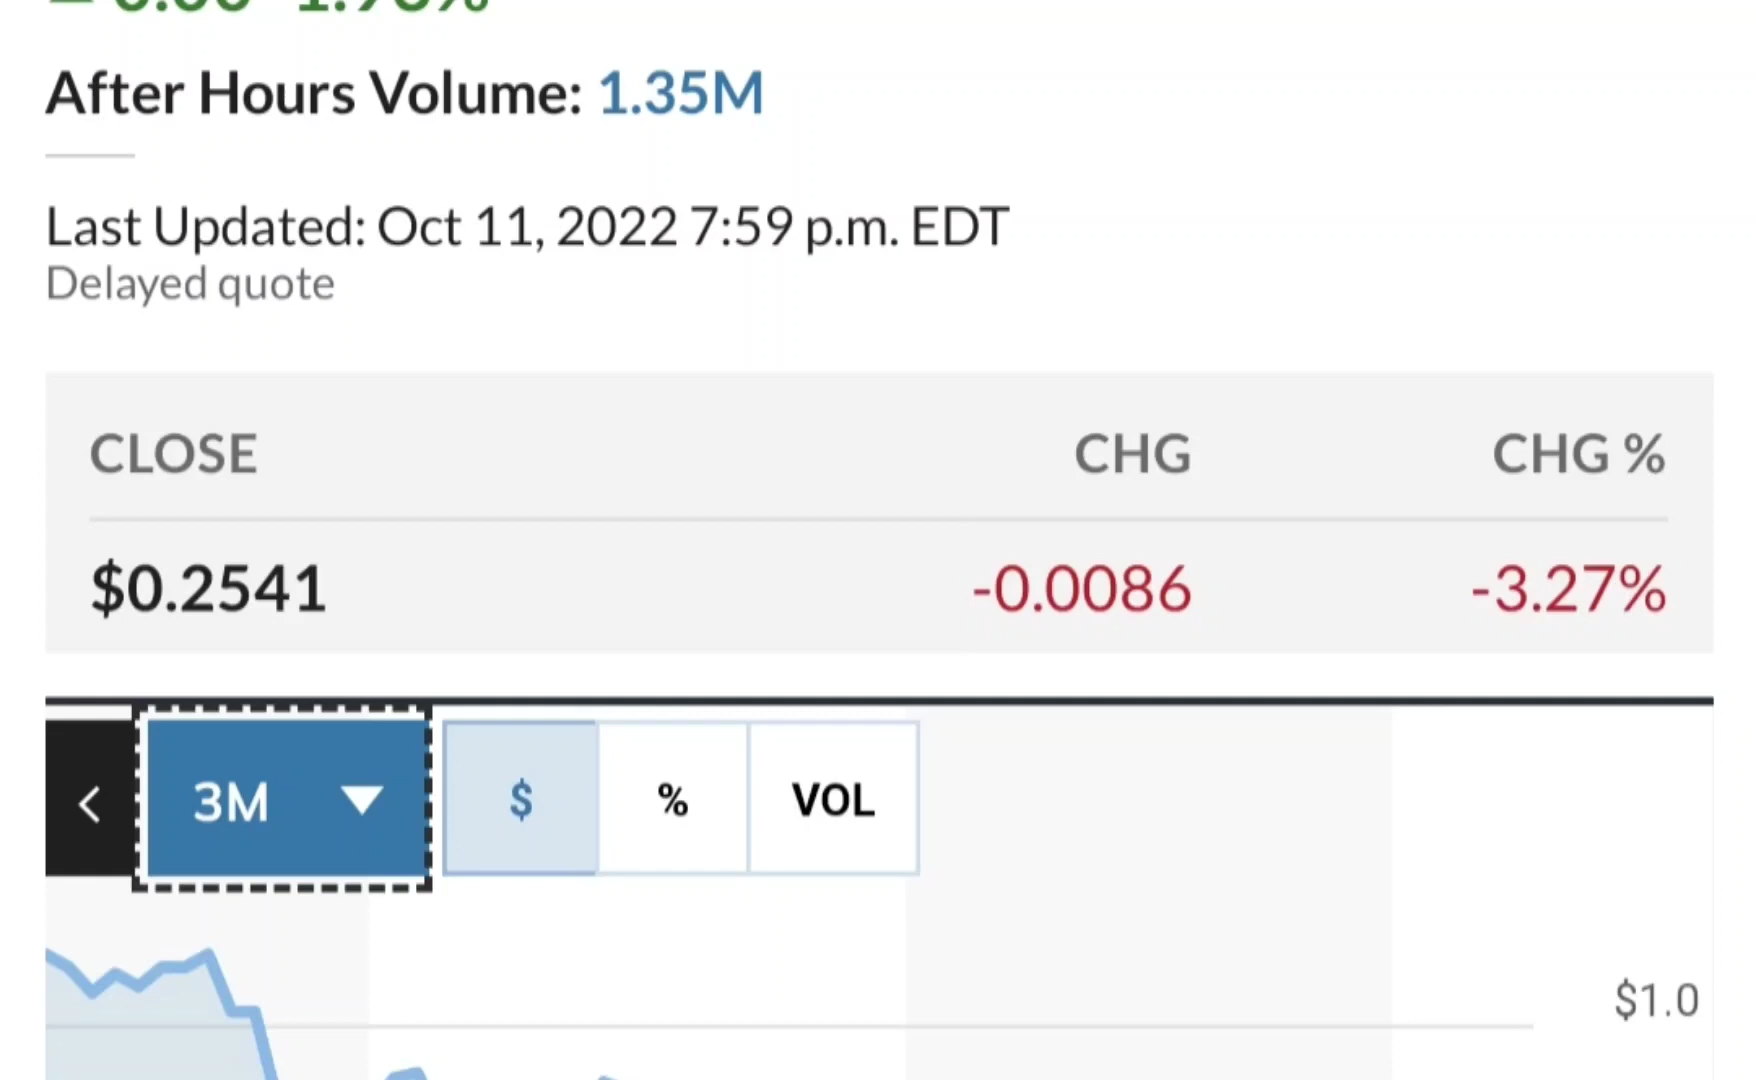 After Hours Volume: 1.35M
Last Updated: Oct 11, 2022 7:59 p.m. EDT
Delayed quote
CLOSE CHG CHG %
$0.2541 -0.0086 -3.27%
< 3M $ % VOL
$1.0